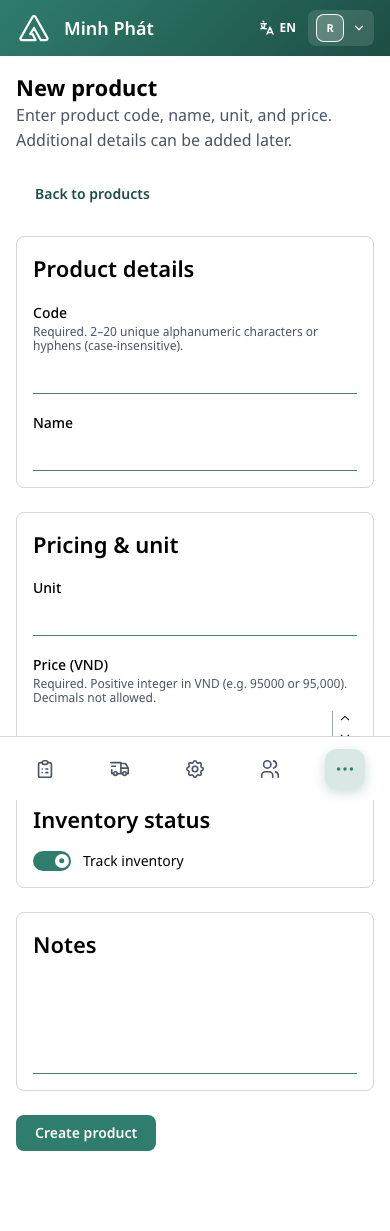 Minh Phát
EN
R
New product
Enter product code, name, unit, and price.
Additional details can be added later.
Back to products
Product details
Code
Required. 2–20 unique alphanumeric characters or
hyphens (case-insensitive).
Name
Pricing & unit
Unit
Price (VND)
Required. Positive integer in VND (e.g. 95000 or 95,000).
Decimals not allowed.
Inventory status
Track inventory
Notes
Create product